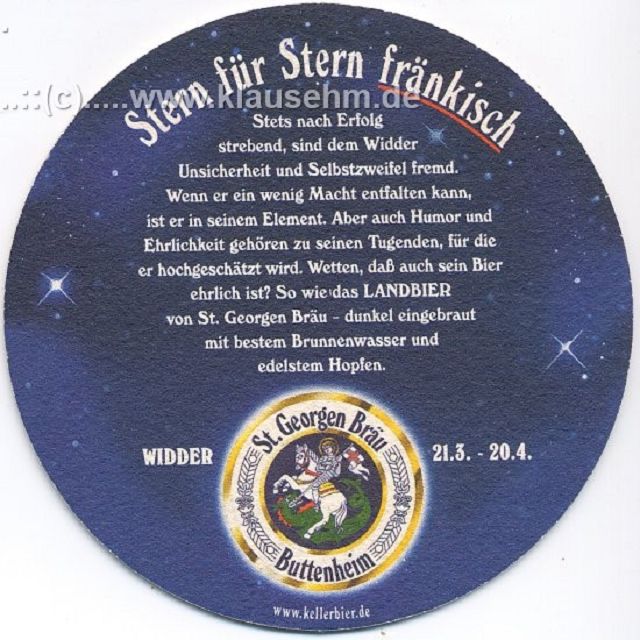 ..::(c).....www.klausehm.de
Stern für Stern fränkisch
Stets nach Erfolg
strebend, sind dem Widder
Unsicherheit und Selbstzweifel fremd.
Wenn er ein wenig Macht entfalten kann,
ist er in seinem Element. Aber auch Humor und
Ehrlichkeit gehören zu seinen Tugenden, für die
er hochgeschätzt wird. Wetten, daß auch sein Bier
ehrlich ist? So wie das LANDBIER
von St. Georgen Bräu - dunkel eingebraut
mit bestem Brunnenwasser und
edelstem Hopfen.
St. Georgen Bräu
WIDDER
21.3. - 20.4.
Buttenheim
www.kellerbier.de